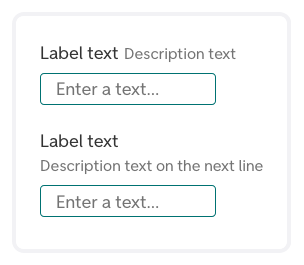 Label text Description text
Enter a text...
Label text
Description text on the next line
Enter a text...